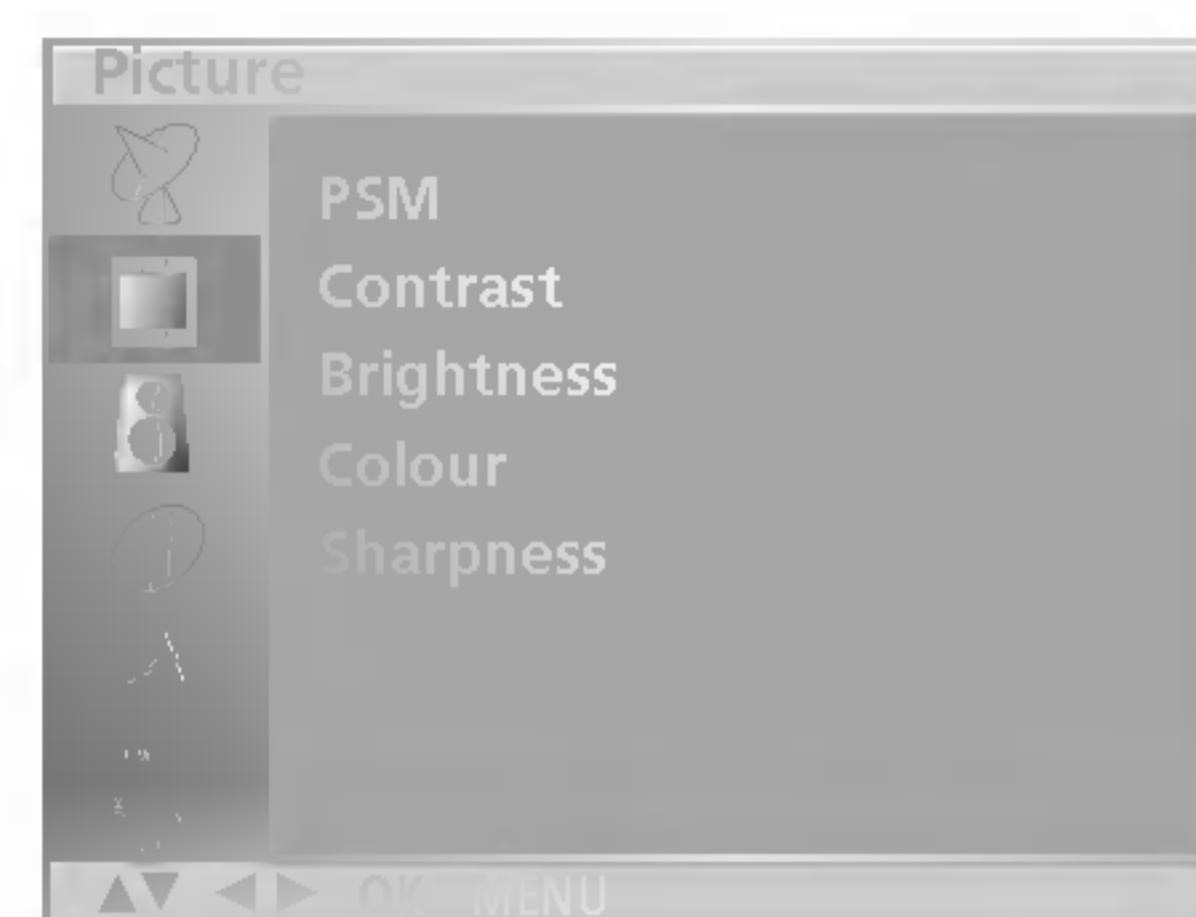 Picture
PSM
Contrast
Brightness
Colour
Sharpness
▲▼ ◀ ▶ OK MENU